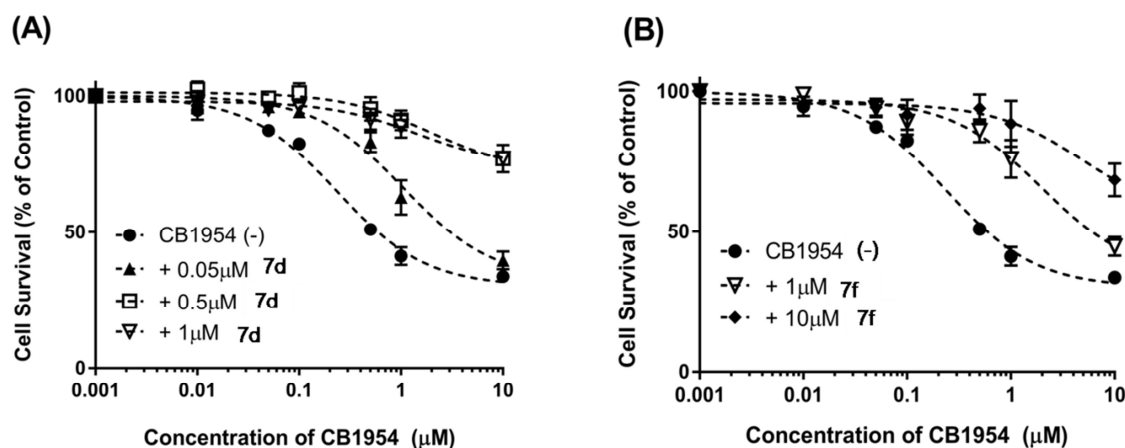 (A)
Cell Survival (% of Control)
100
50
0
CB1954 (-)
+ 0.05μM 7d
+ 0.5μM 7d
+ 1μM 7d
0.001 0.01 0.1 1 10
Concentration of CB1954 (μM)
(B)
Cell Survival (% of Control)
100
50
0
CB1954 (-)
+ 1μM 7f
+ 10μM 7f
0.001 0.01 0.1 1 10
Concentration of CB1954 (μM)